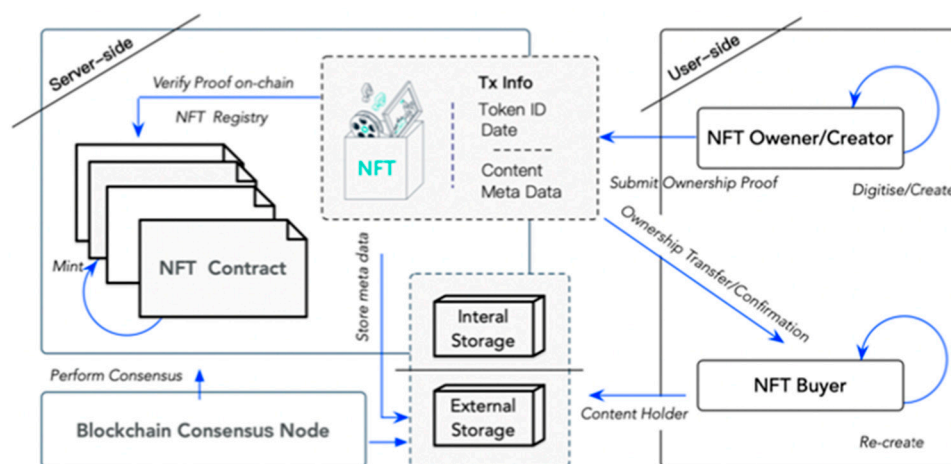 Server-side
Verify Proof on-chain
NFT Registry
NFT
Tx Info
Token ID
Date
Content
Meta Data
User-side
NFT Owener/Creator
Submit Ownership Proof
Digitise/Create
Mint
NFT Contract
Store meta data
Ownership Transfer/Confirmation
Interal
Storage
Perform Consensus
External
Storage
Content Holder
NFT Buyer
Re-create
Blockchain Consensus Node